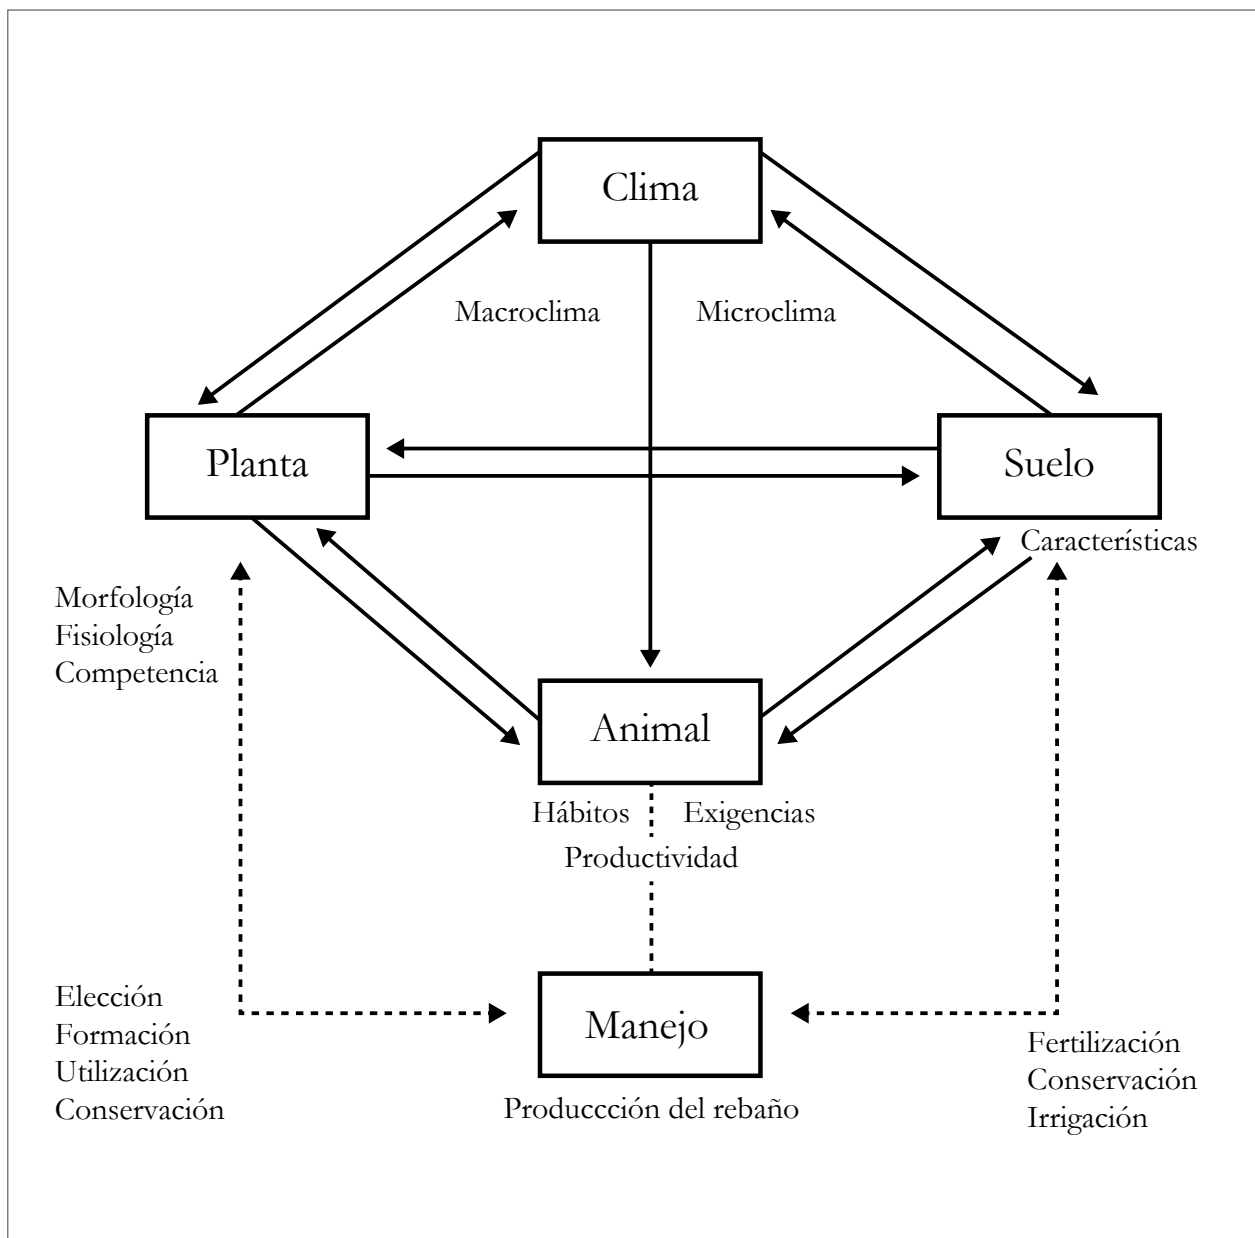 Clima
Macroclima
Microclima
Planta
Suelo
Características
Morfología
Fisiología
Competencia
Animal
Hábitos
Exigencias
Productividad
Elección
Formación
Utilización
Conservación
Manejo
Produccción del rebaño
Fertilización
Conservación
Irrigación